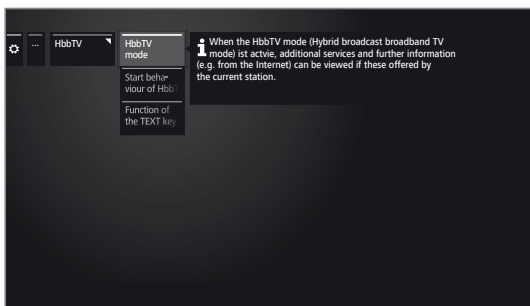 ...
HbbTV
HbbTV
mode
When the HbbTV mode (Hybrid broadcast broadband TV
mode) ist actvie, additional services and further information
(e.g. from the Internet) can be viewed if these offered by
the current station.
Start beha-
viour of HbbT
Function of
the TEXT key